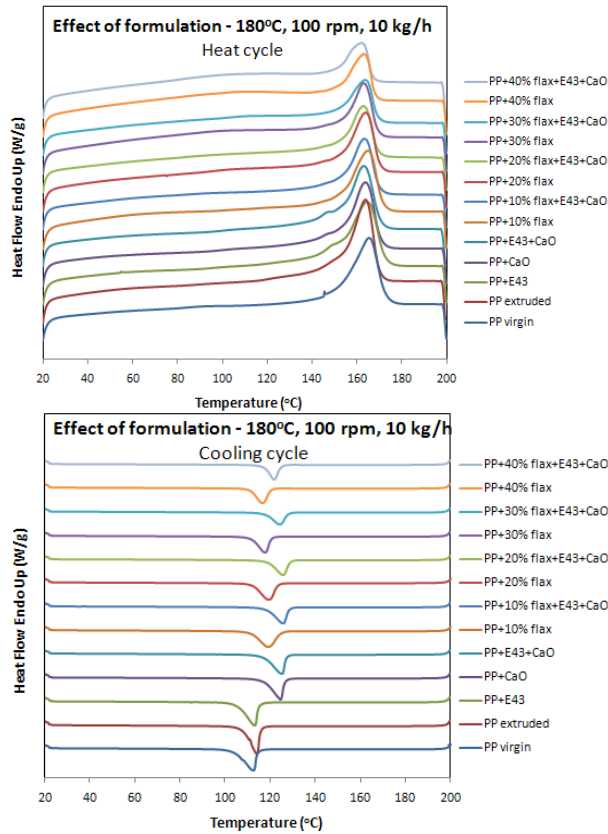 Effect of formulation - 180°C, 100 rpm, 10 kg/h
Heat cycle
Heat Flow Endo Up (W/g)
PP+40% flax+E43+CaO
PP+40% flax
PP+30% flax+E43+CaO
PP+30% flax
PP+20% flax+E43+CaO
PP+20% flax
PP+10% flax+E43+CaO
PP+10% flax
PP+E43+CaO
PP+CaO
PP+E43
PP extruded
PP virgin
20 40 60 80 100 120 140 160 180 200
Temperature (°C)
Effect of formulation - 180°C, 100 rpm, 10 kg/h
Cooling cycle
Heat Flow Endo Up (W/g)
PP+40% flax+E43+CaO
PP+40% flax
PP+30% flax+E43+CaO
PP+30% flax
PP+20% flax+E43+CaO
PP+20% flax
PP+10% flax+E43+CaO
PP+10% flax
PP+E43+CaO
PP+CaO
PP+E43
PP extruded
PP virgin
20 40 60 80 100 120 140 160 180 200
Temperature (°C)